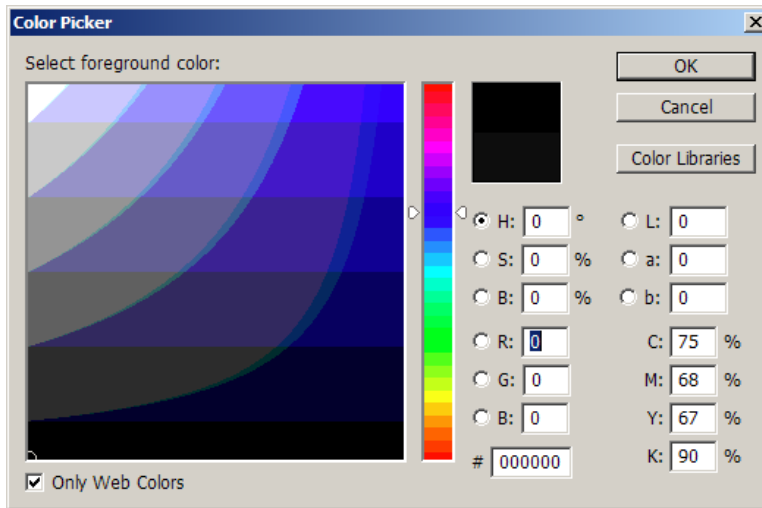 Color Picker
Select foreground color:
OK
Cancel
Color Libraries
H: 0 °
L: 0
S: 0 %
a: 0
B: 0 %
b: 0
R: 0
C: 75 %
G: 0
M: 68 %
B: 0
Y: 67 %
# 000000
K: 90 %
Only Web Colors